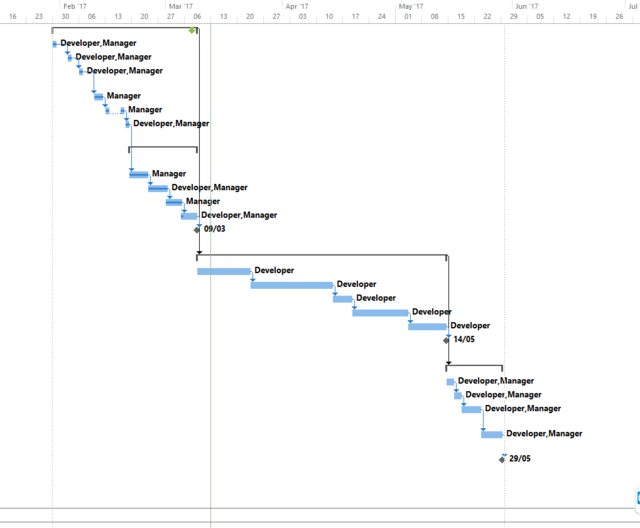 Feb '17 Mar '17 Apr '17 May '17 Jun '17 Jul
16 23 30 06 13 20 27 06 13 20 27 03 10 17 24 01 08 15 22 29 05 12 19 26
Developer,Manager
Developer,Manager
Developer,Manager
Manager
Manager
Developer,Manager
Manager
Developer,Manager
Manager
Developer,Manager
09/03
Developer
Developer
Developer
Developer
Developer
14/05
Developer,Manager
Developer,Manager
Developer,Manager
Developer,Manager
29/05